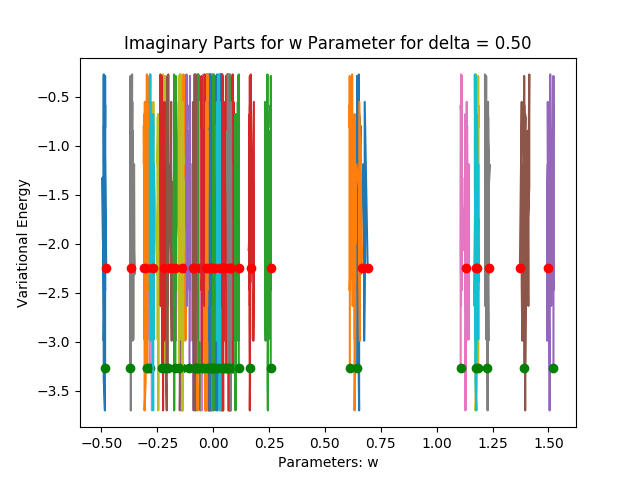 Imaginary Parts for w Parameter for delta = 0.50
Variational Energy
−0.5
−1.0
−1.5
−2.0
−2.5
−3.0
−3.5
−0.50 −0.25 0.00 0.25 0.50 0.75 1.00 1.25 1.50
Parameters: w